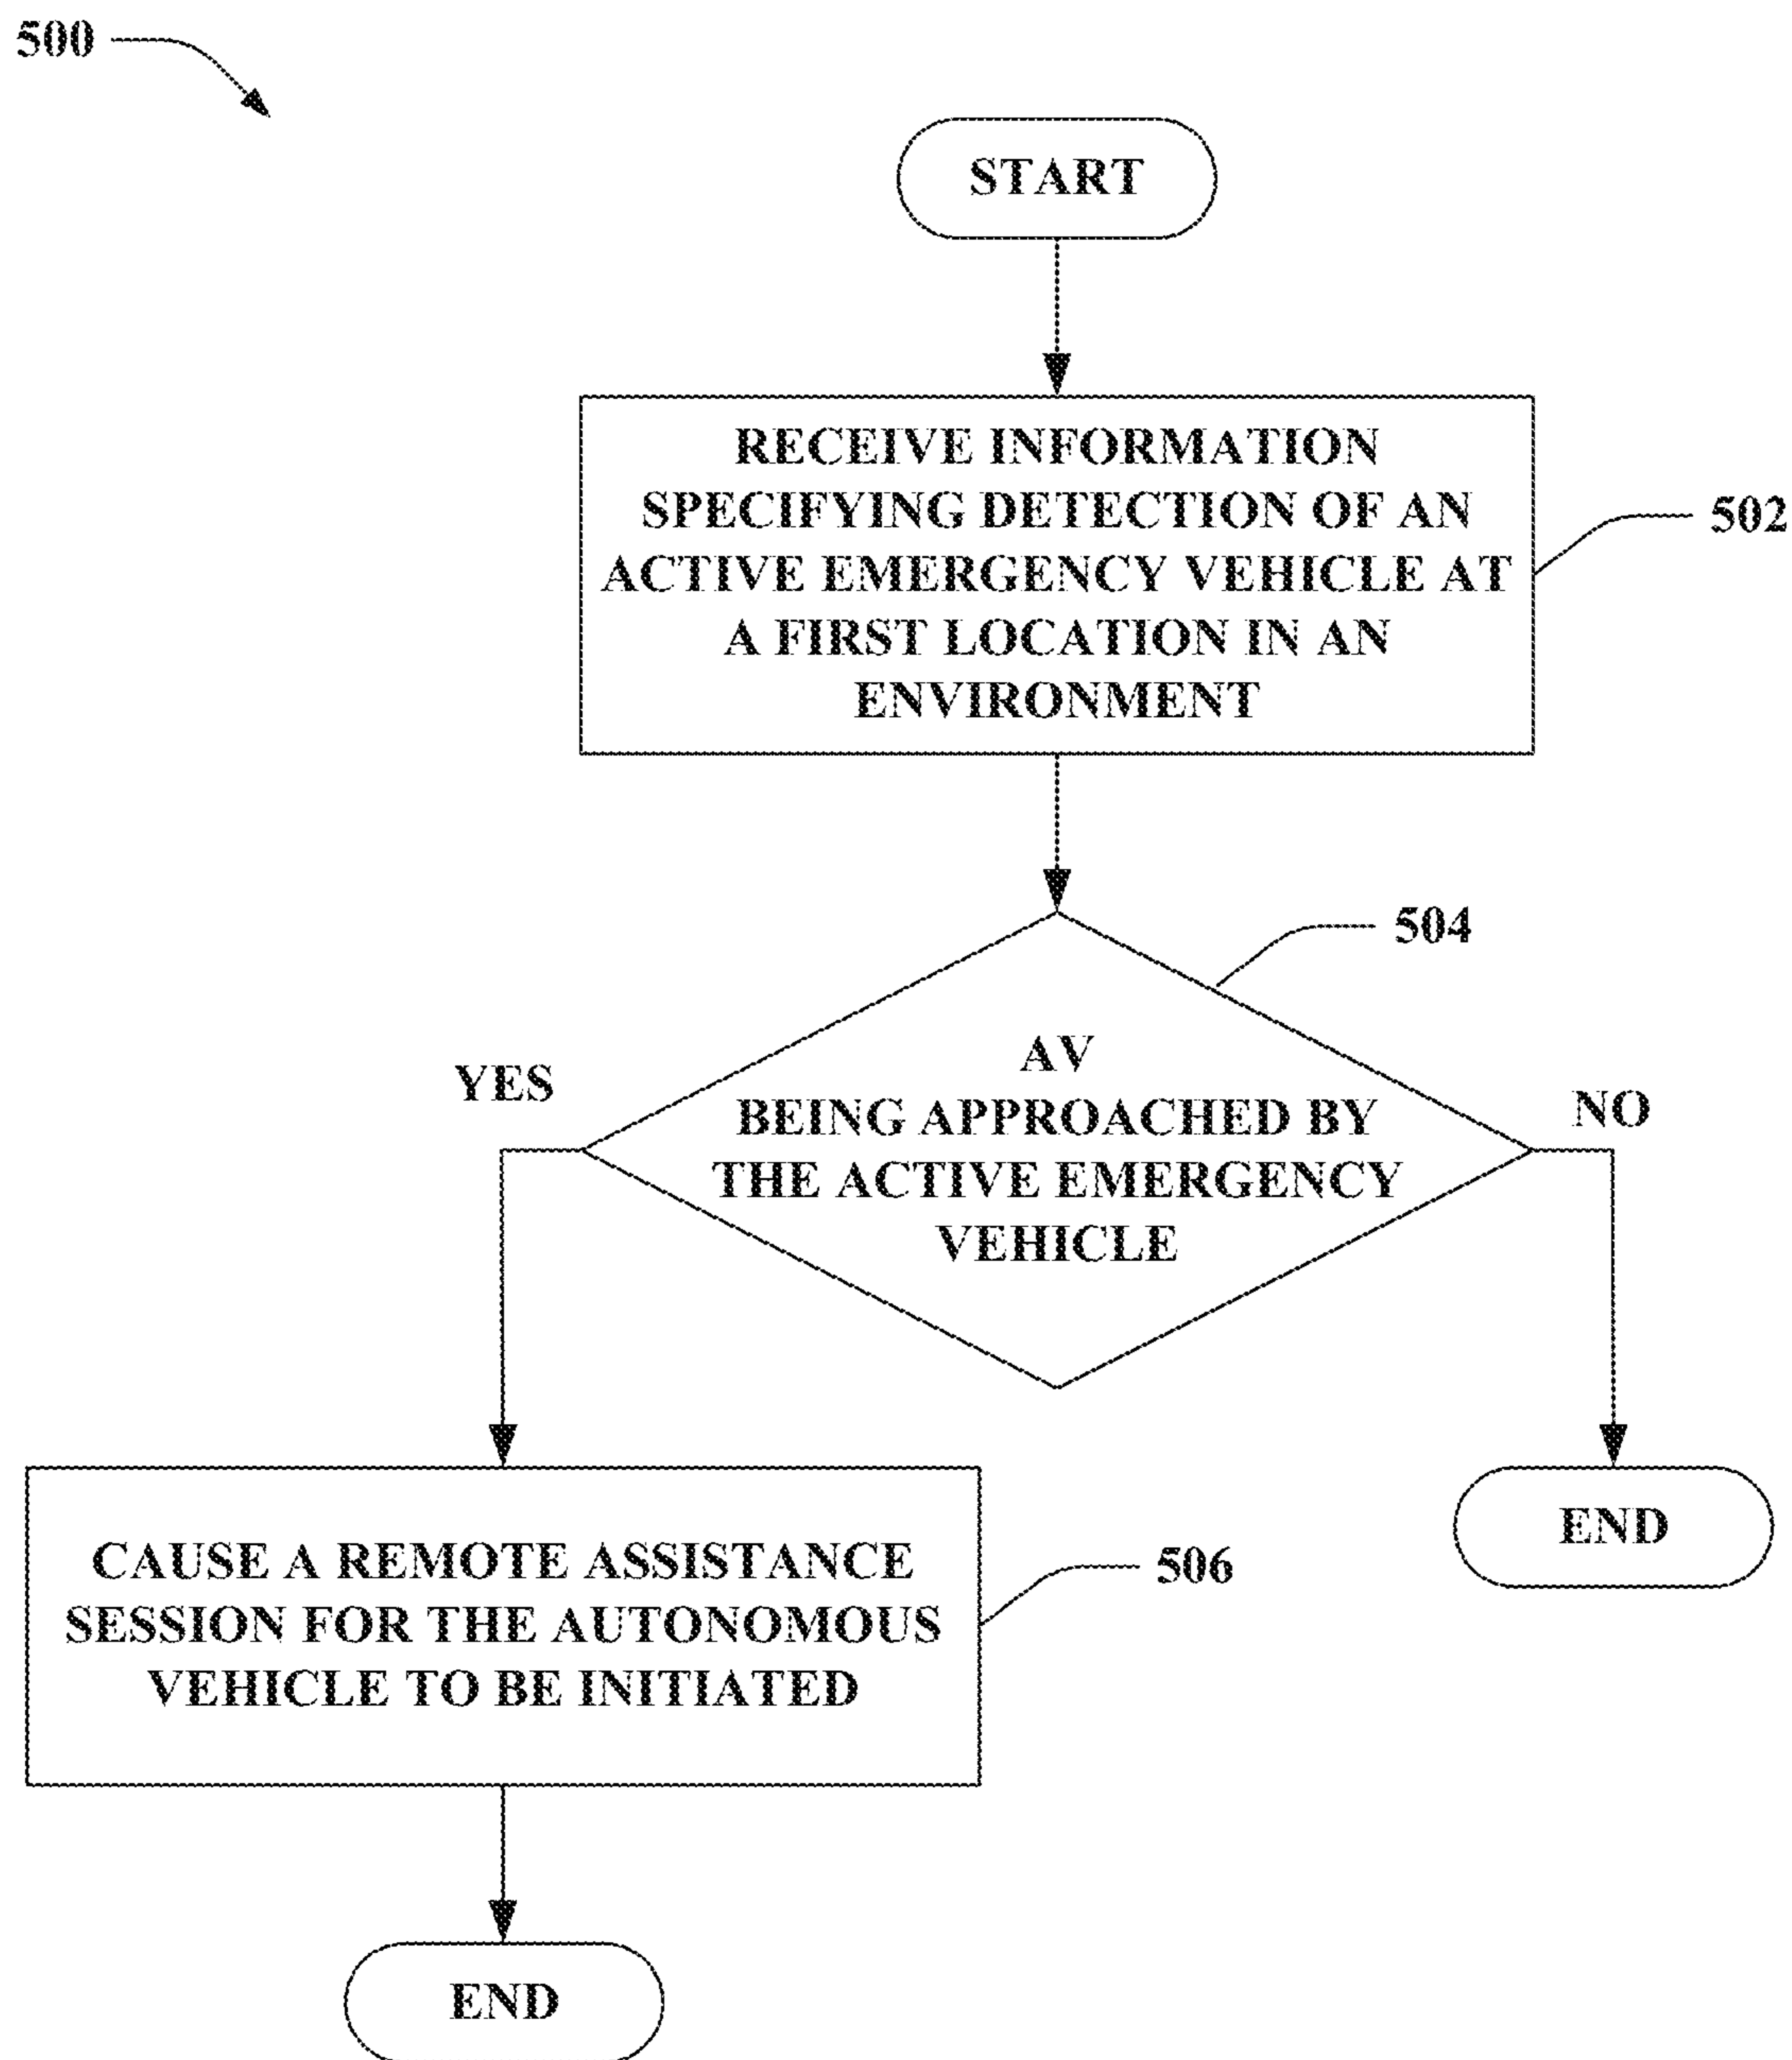 500
START
RECEIVE INFORMATION
SPECIFYING DETECTION OF AN
ACTIVE EMERGENCY VEHICLE AT
A FIRST LOCATION IN AN
ENVIRONMENT
502
504
AV
BEING APPROACHED BY
THE ACTIVE EMERGENCY
VEHICLE
YES
NO
CAUSE A REMOTE ASSISTANCE
SESSION FOR THE AUTONOMOUS
VEHICLE TO BE INITIATED
506
END
END